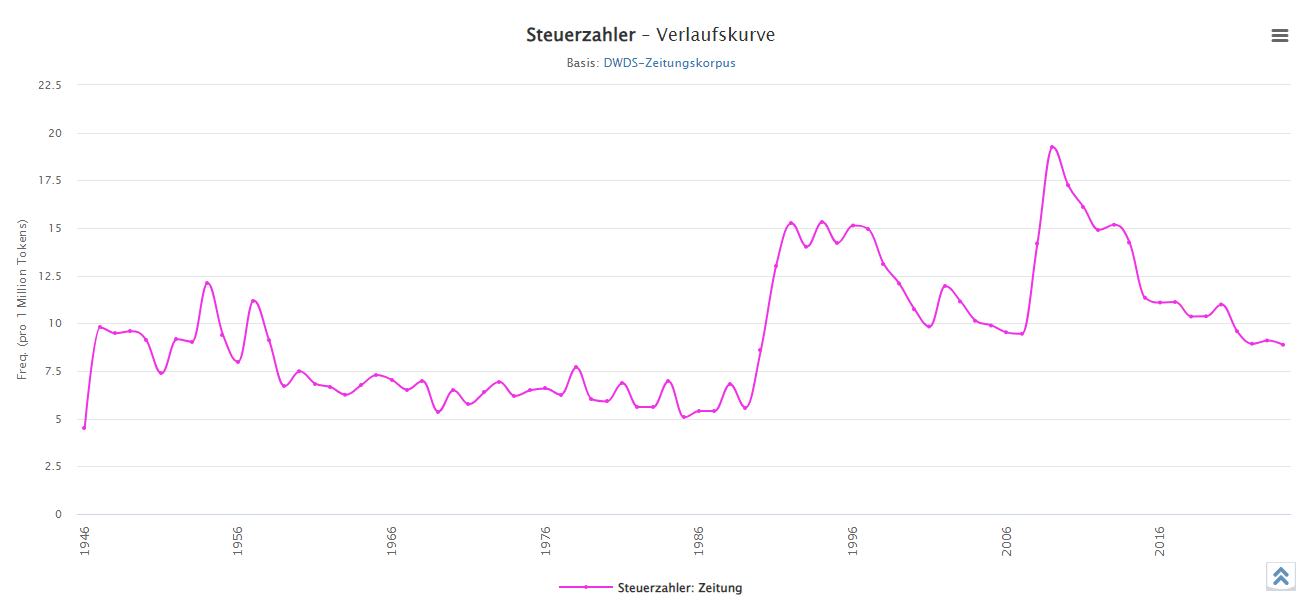 Steuerzahler – Verlaufskurve
Basis: DWDS-Zeitungskorpus
Freq. (pro 1 Million Tokens)
22.5
20
17.5
15
12.5
10
7.5
5
2.5
0
1946 1956 1966 1976 1986 1996 2006 2016
Steuerzahler: Zeitung